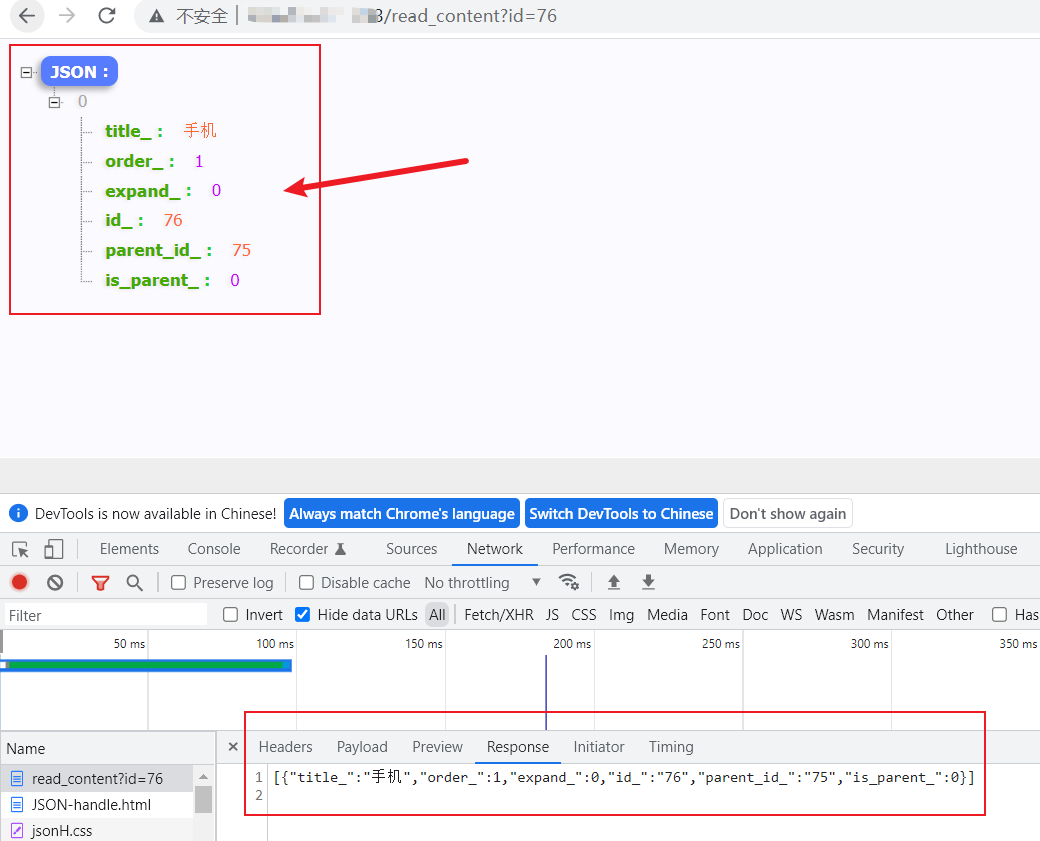 不安全 3/read_content?id=76
JSON :
0
title_ : 手机
order_ : 1
expand_ : 0
id_ : 76
parent_id_ : 75
is_parent_ : 0
DevTools is now available in Chinese! Always match Chrome's language Switch DevTools to Chinese Don't show again
Elements Console Recorder Sources Network Performance Memory Application Security Lighthouse
Preserve log Disable cache No throttling
Filter Invert Hide data URLs All Fetch/XHR JS CSS Img Media Font Doc WS Wasm Manifest Other Has
50 ms 100 ms 150 ms 200 ms 250 ms 300 ms 350 ms
Name × Headers Payload Preview Response Initiator Timing
read_content?id=76 1 [{"title_":"手机","order_":1,"expand_":0,"id_":"76","parent_id_":"75","is_parent_":0}]
2
JSON-handle.html
jsonH.css